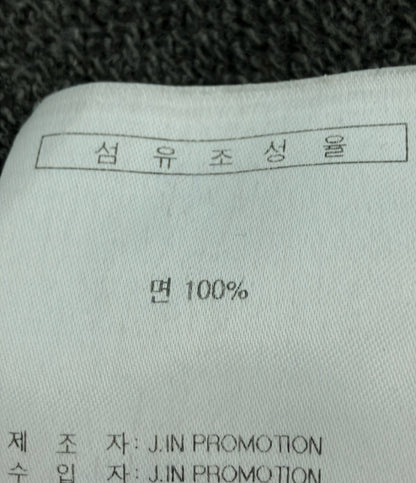 섬 유 조 성 율
면 100%
제 조 자: J.IN PROMOTION
수 입 자: J.IN PROMOTION